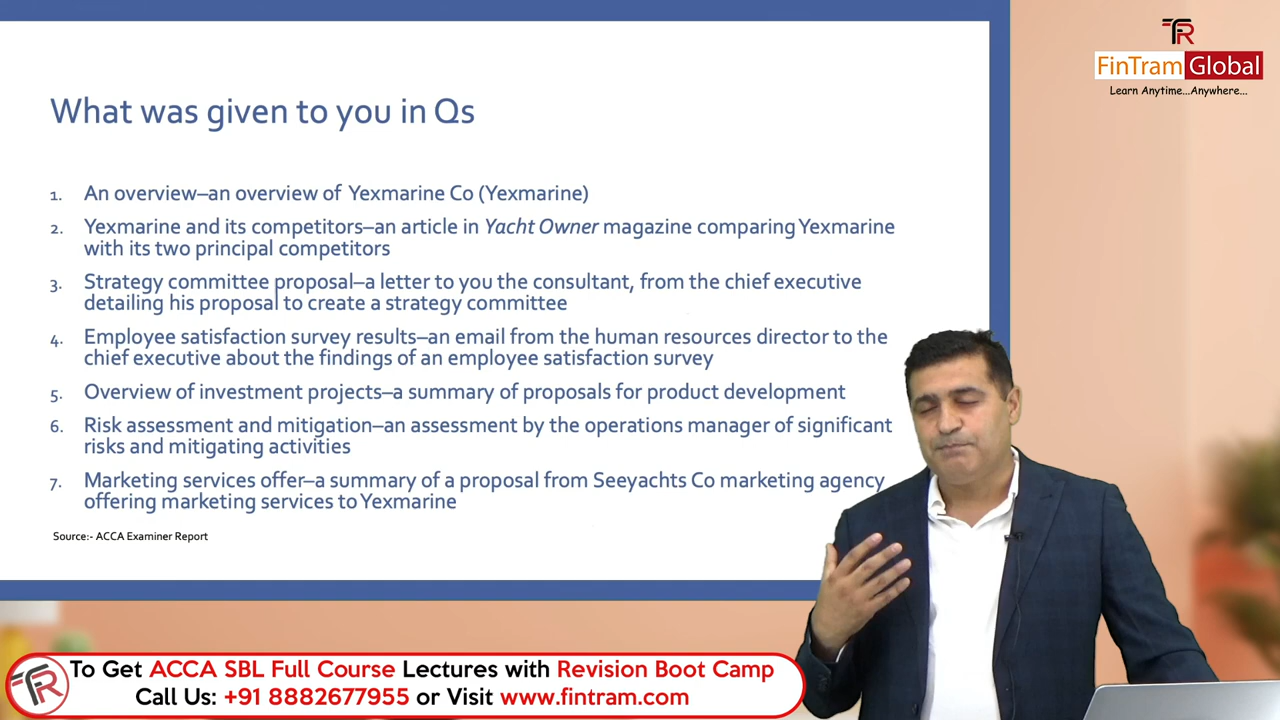 FinTram Global
Learn Anytime...Anywhere...
What was given to you in Qs
1. An overview–an overview of Yexmarine Co (Yexmarine)
2. Yexmarine and its competitors–an article in Yacht Owner magazine comparing Yexmarine
with its two principal competitors
3. Strategy committee proposal–a letter to you the consultant, from the chief executive
detailing his proposal to create a strategy committee
4. Employee satisfaction survey results–an email from the human resources director to the
chief executive about the findings of an employee satisfaction survey
5. Overview of investment projects–a summary of proposals for product development
6. Risk assessment and mitigation–an assessment by the operations manager of significant
risks and mitigating activities
7. Marketing services offer–a summary of a proposal from Seeyachts Co marketing agency
offering marketing services to Yexmarine
Source:- ACCA Examiner Report
To Get ACCA SBL Full Course Lectures with Revision Boot Camp
Call Us: +91 8882677955 or Visit www.fintram.com